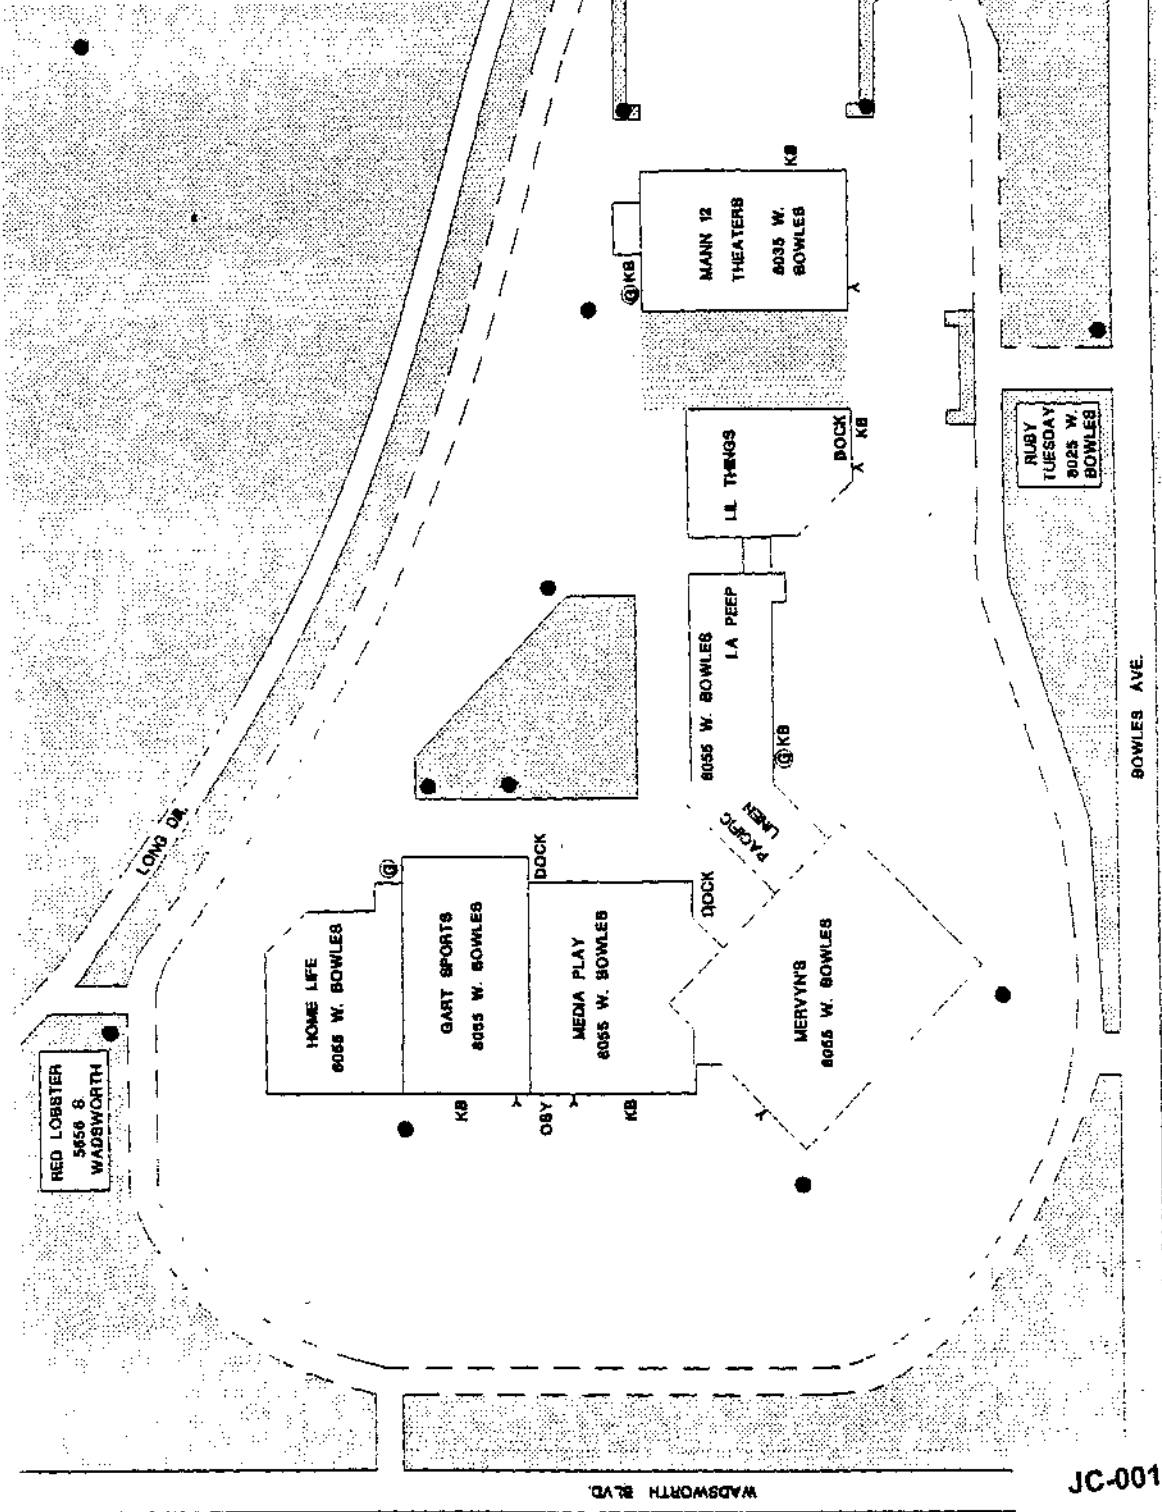 KB
MANN 12
THEATERS
8035 W.
BOWLES
GKB
LIL THINGS
DOCK
KB
RUBY
TUESDAY
8025 W.
BOWLES
8055 W. BOWLES
LA PEEP
GKB
PACIFIC
LINEN
BOWLES AVE.
LONG DR.
G
DOCK
DOCK
HOME LIFE
8055 W. BOWLES
GART SPORTS
8055 W. BOWLES
MEDIA PLAY
8055 W. BOWLES
MERVYN'S
8055 W. BOWLES
RED LOBSTER
5656 S.
WADSWORTH
KB
OBY
KB
WADSWORTH BLVD.
JC-001